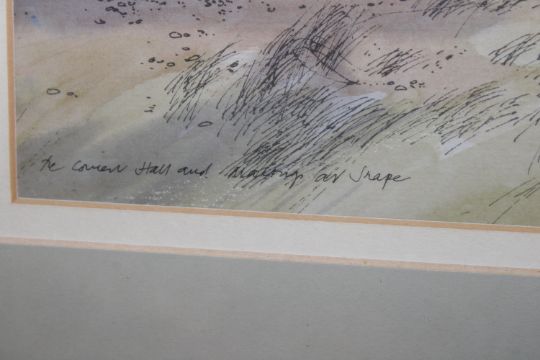 The Concert Hall and Maltings at Snape